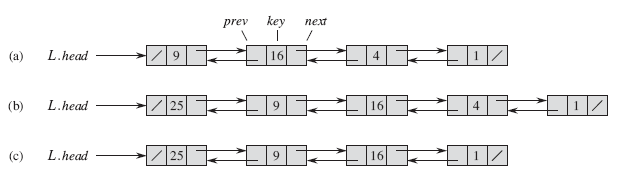 prev key next
(a) L.head / 9 16 4 1 /
(b) L.head / 25 9 16 4 1 /
(c) L.head / 25 9 16 1 /